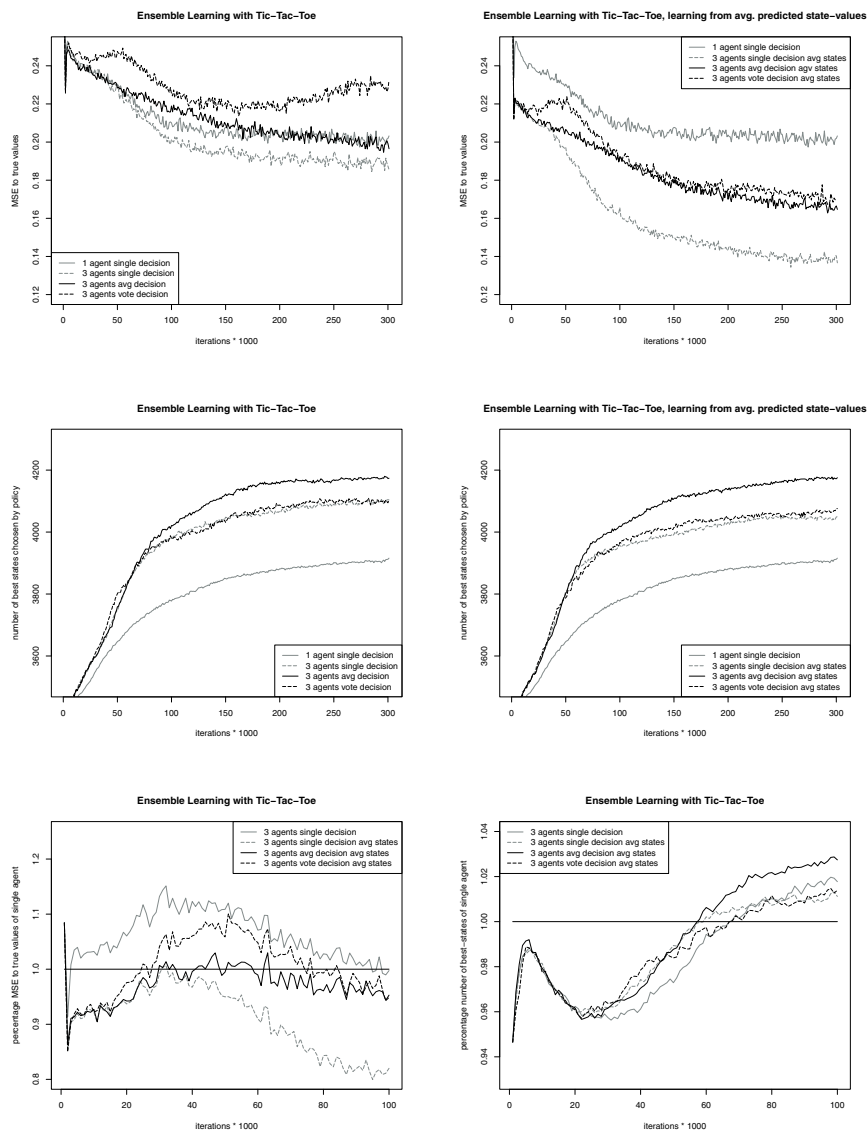 Ensemble Learning with Tic−Tac−Toe
MSE to true values
0.12 0.14 0.16 0.18 0.20 0.22 0.24
1 agent single decision
3 agents single decision
3 agents avg decision
3 agents vote decision
0 50 100 150 200 250 300
iterations * 1000
Ensemble Learning with Tic−Tac−Toe, learning from avg. predicted state−values
MSE to true values
0.12 0.14 0.16 0.18 0.20 0.22 0.24
1 agent single decision
3 agents single decision avg states
3 agents avg decision agv states
3 agents vote decision avg states
0 50 100 150 200 250 300
iterations * 1000
Ensemble Learning with Tic−Tac−Toe
number of best states choosen by policy
3600 3800 4000 4200
1 agent single decision
3 agents single decision
3 agents avg decision
3 agents vote decision
0 50 100 150 200 250 300
iterations * 1000
Ensemble Learning with Tic−Tac−Toe, learning from avg. predicted state−values
number of best states choosen by policy
3600 3800 4000 4200
1 agent single decision
3 agents single decision avg states
3 agents avg decision avg states
3 agents vote decision avg states
0 50 100 150 200 250 300
iterations * 1000
Ensemble Learning with Tic−Tac−Toe
percentage MSE to true values of single agent
0.8 0.9 1.0 1.1 1.2
3 agents single decision
3 agents single decision avg states
3 agents avg decision avg states
3 agents vote decision avg states
0 20 40 60 80 100
iterations * 1000
Ensemble Learning with Tic−Tac−Toe
percentage number of best−states of single agent
0.94 0.96 0.98 1.00 1.02 1.04
3 agents single decision
3 agents single decision avg states
3 agents avg decision avg states
3 agents vote decision avg states
0 20 40 60 80 100
iterations * 1000